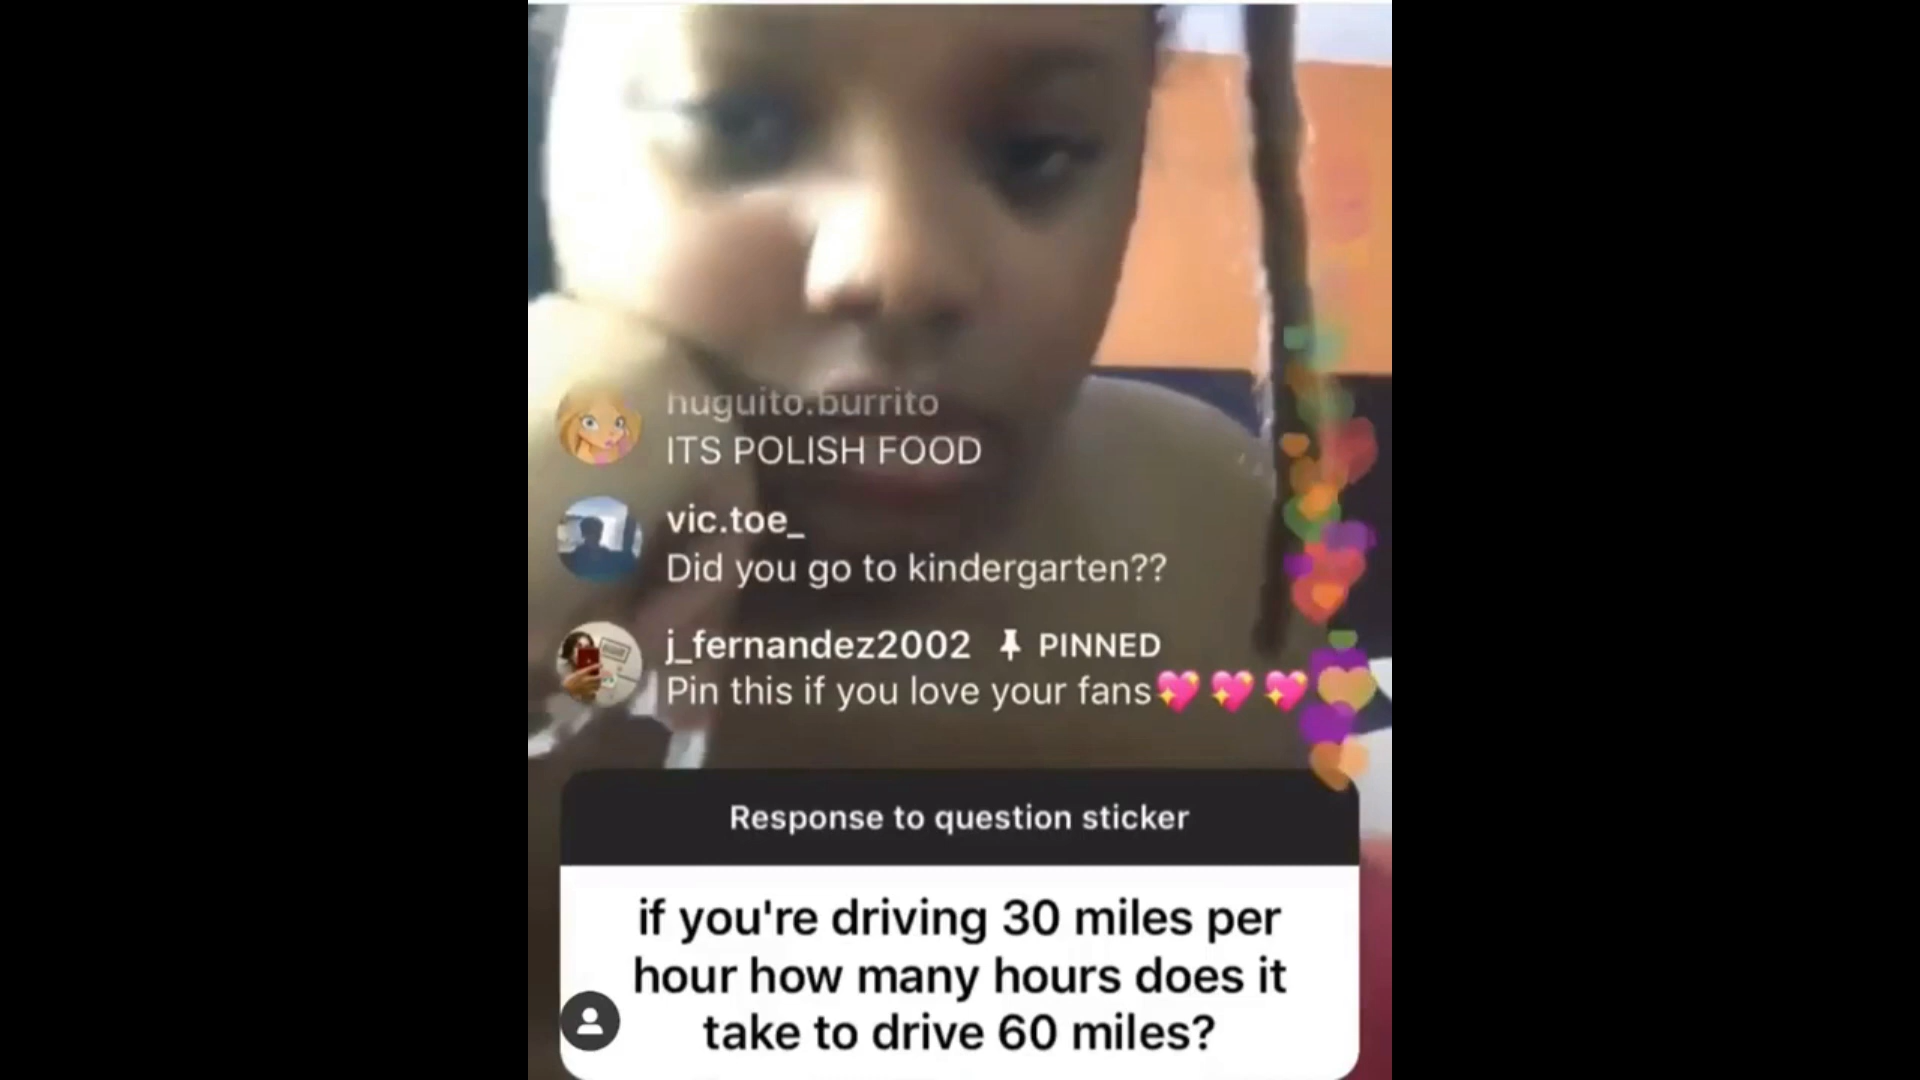 huguito.burrito
ITS POLISH FOOD
vic.toe_
Did you go to kindergarten??
j_fernandez2002 PINNED
Pin this if you love your fans💖💖💖
Response to question sticker
if you're driving 30 miles per
hour how many hours does it
take to drive 60 miles?